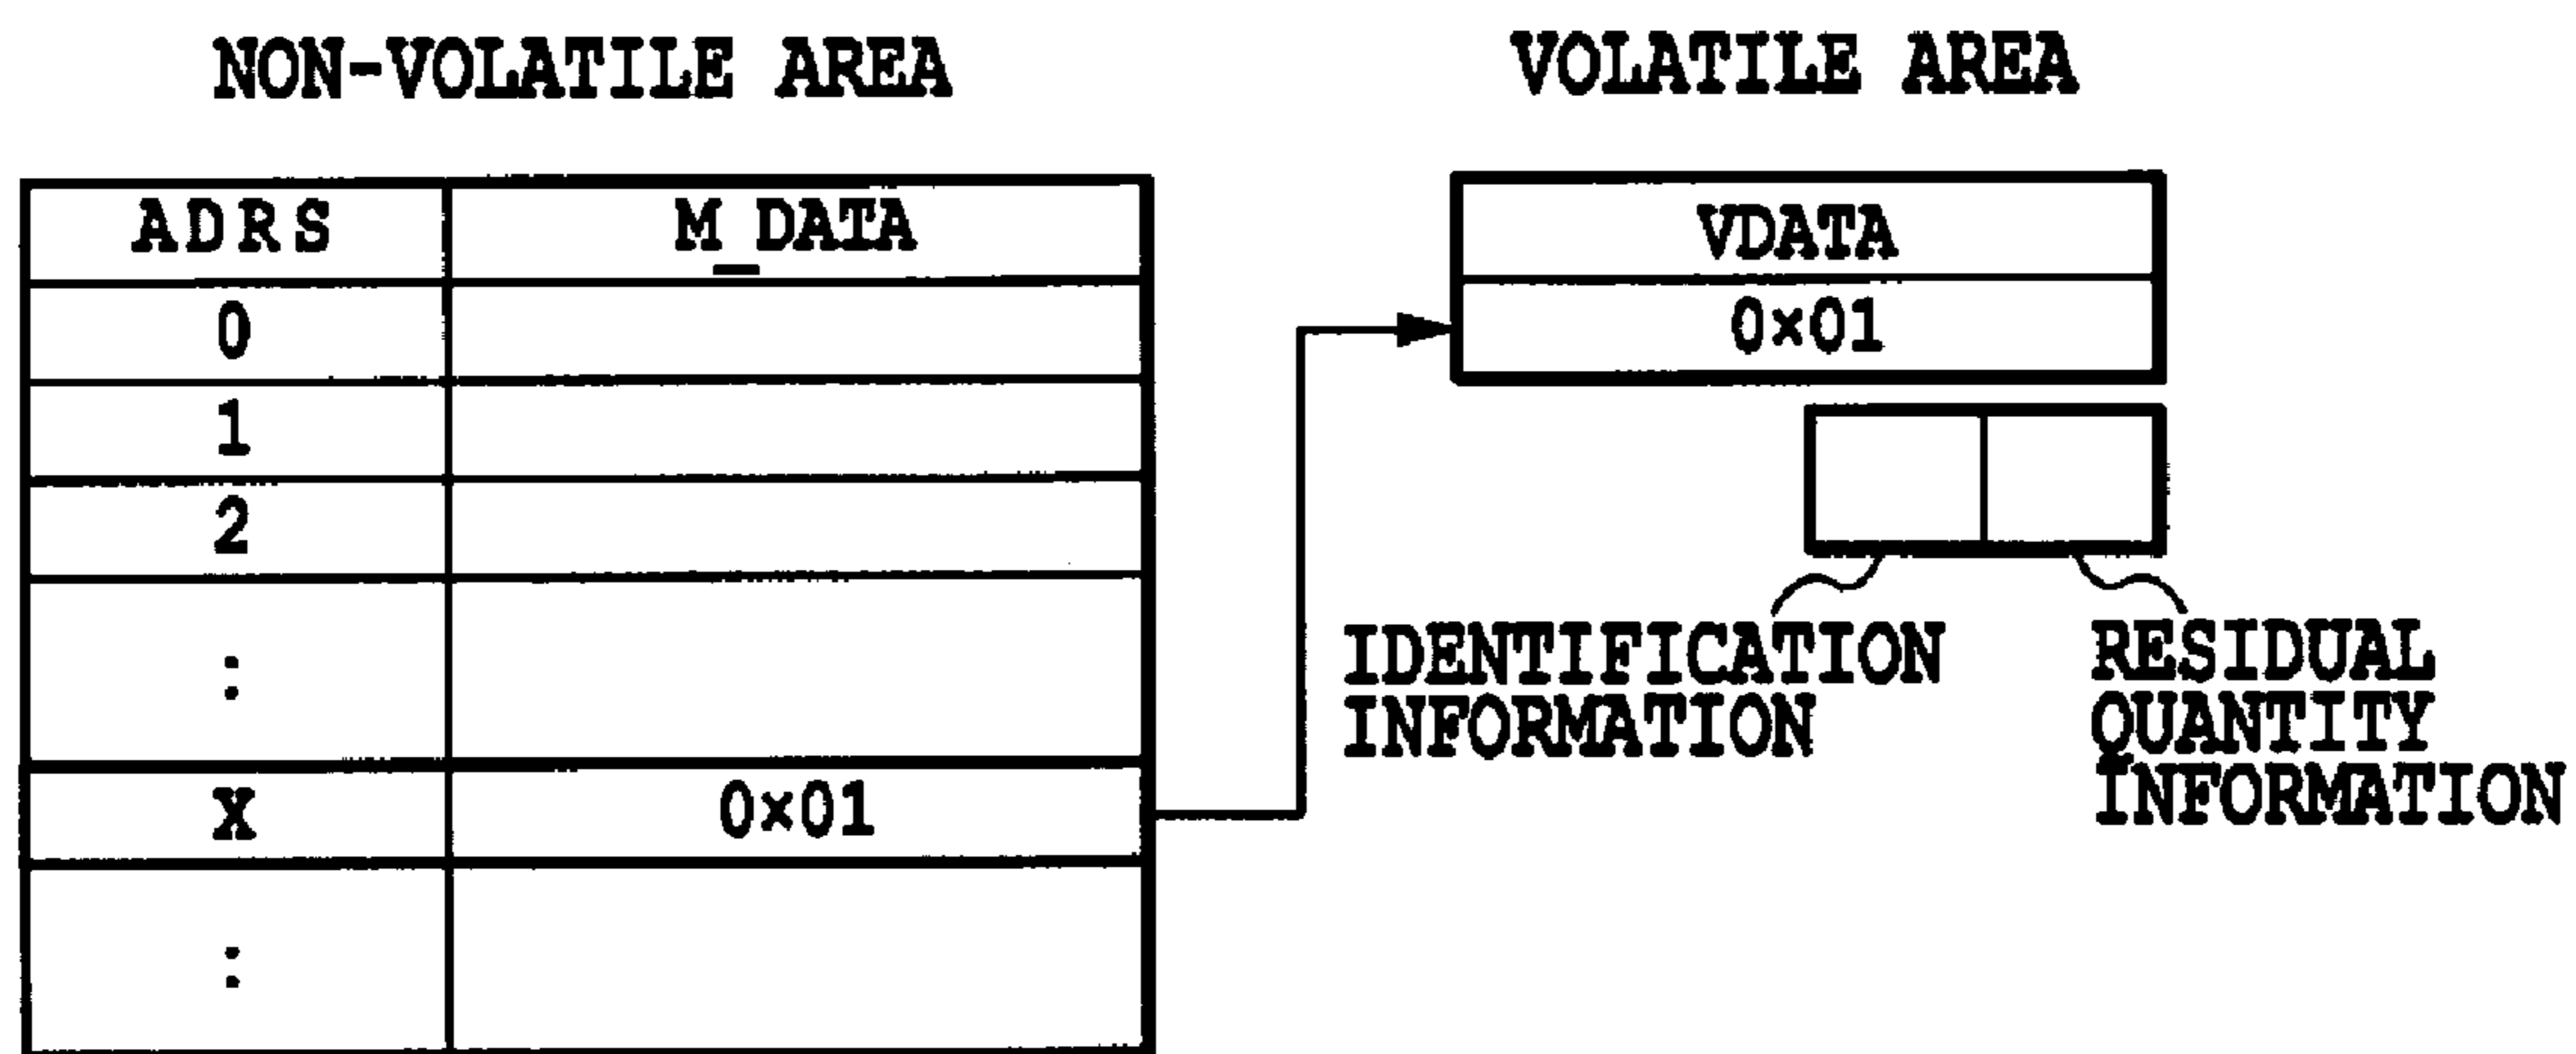 NON-VOLATILE AREA
ADRS M_DATA
0
1
2
:
X 0×01
:
VOLATILE AREA
VDATA
0×01
IDENTIFICATION
INFORMATION
RESIDUAL
QUANTITY
INFORMATION